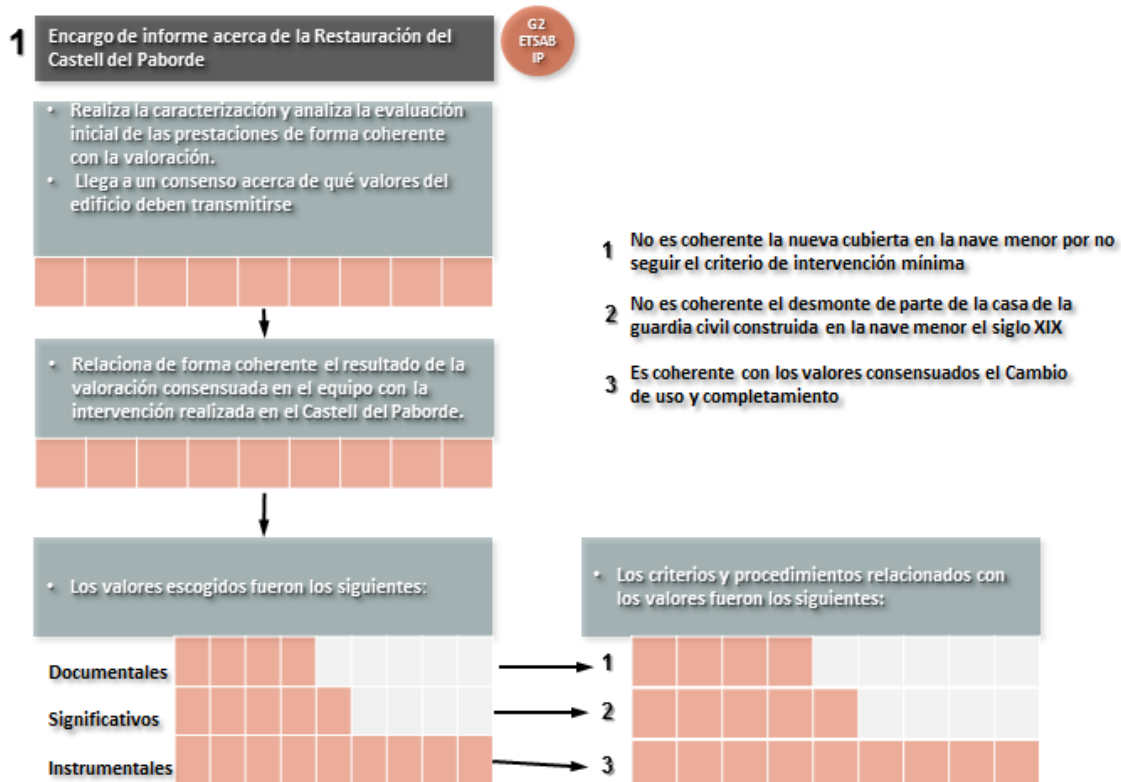 1
Encargo de informe acerca de la Restauración del
Castell del Paborde
G2
ETSAB
IP
• Realiza la caracterización y analiza la evaluación
inicial de las prestaciones de forma coherente
con la valoración.
• Llega a un consenso acerca de qué valores del
edificio deben transmitirse
1 No es coherente la nueva cubierta en la nave menor por no
seguir el criterio de intervención mínima
2 No es coherente el desmonte de parte de la casa de la
guardia civil construida en la nave menor el siglo XIX
3 Es coherente con los valores consensuados el Cambio
de uso y completamiento
• Relaciona de forma coherente el resultado de la
valoración consensuada en el equipo con la
intervención realizada en el Castell del Paborde.
• Los valores escogidos fueron los siguientes:
• Los criterios y procedimientos relacionados con
los valores fueron los siguientes:
Documentales 1
Significativos 2
Instrumentales 3